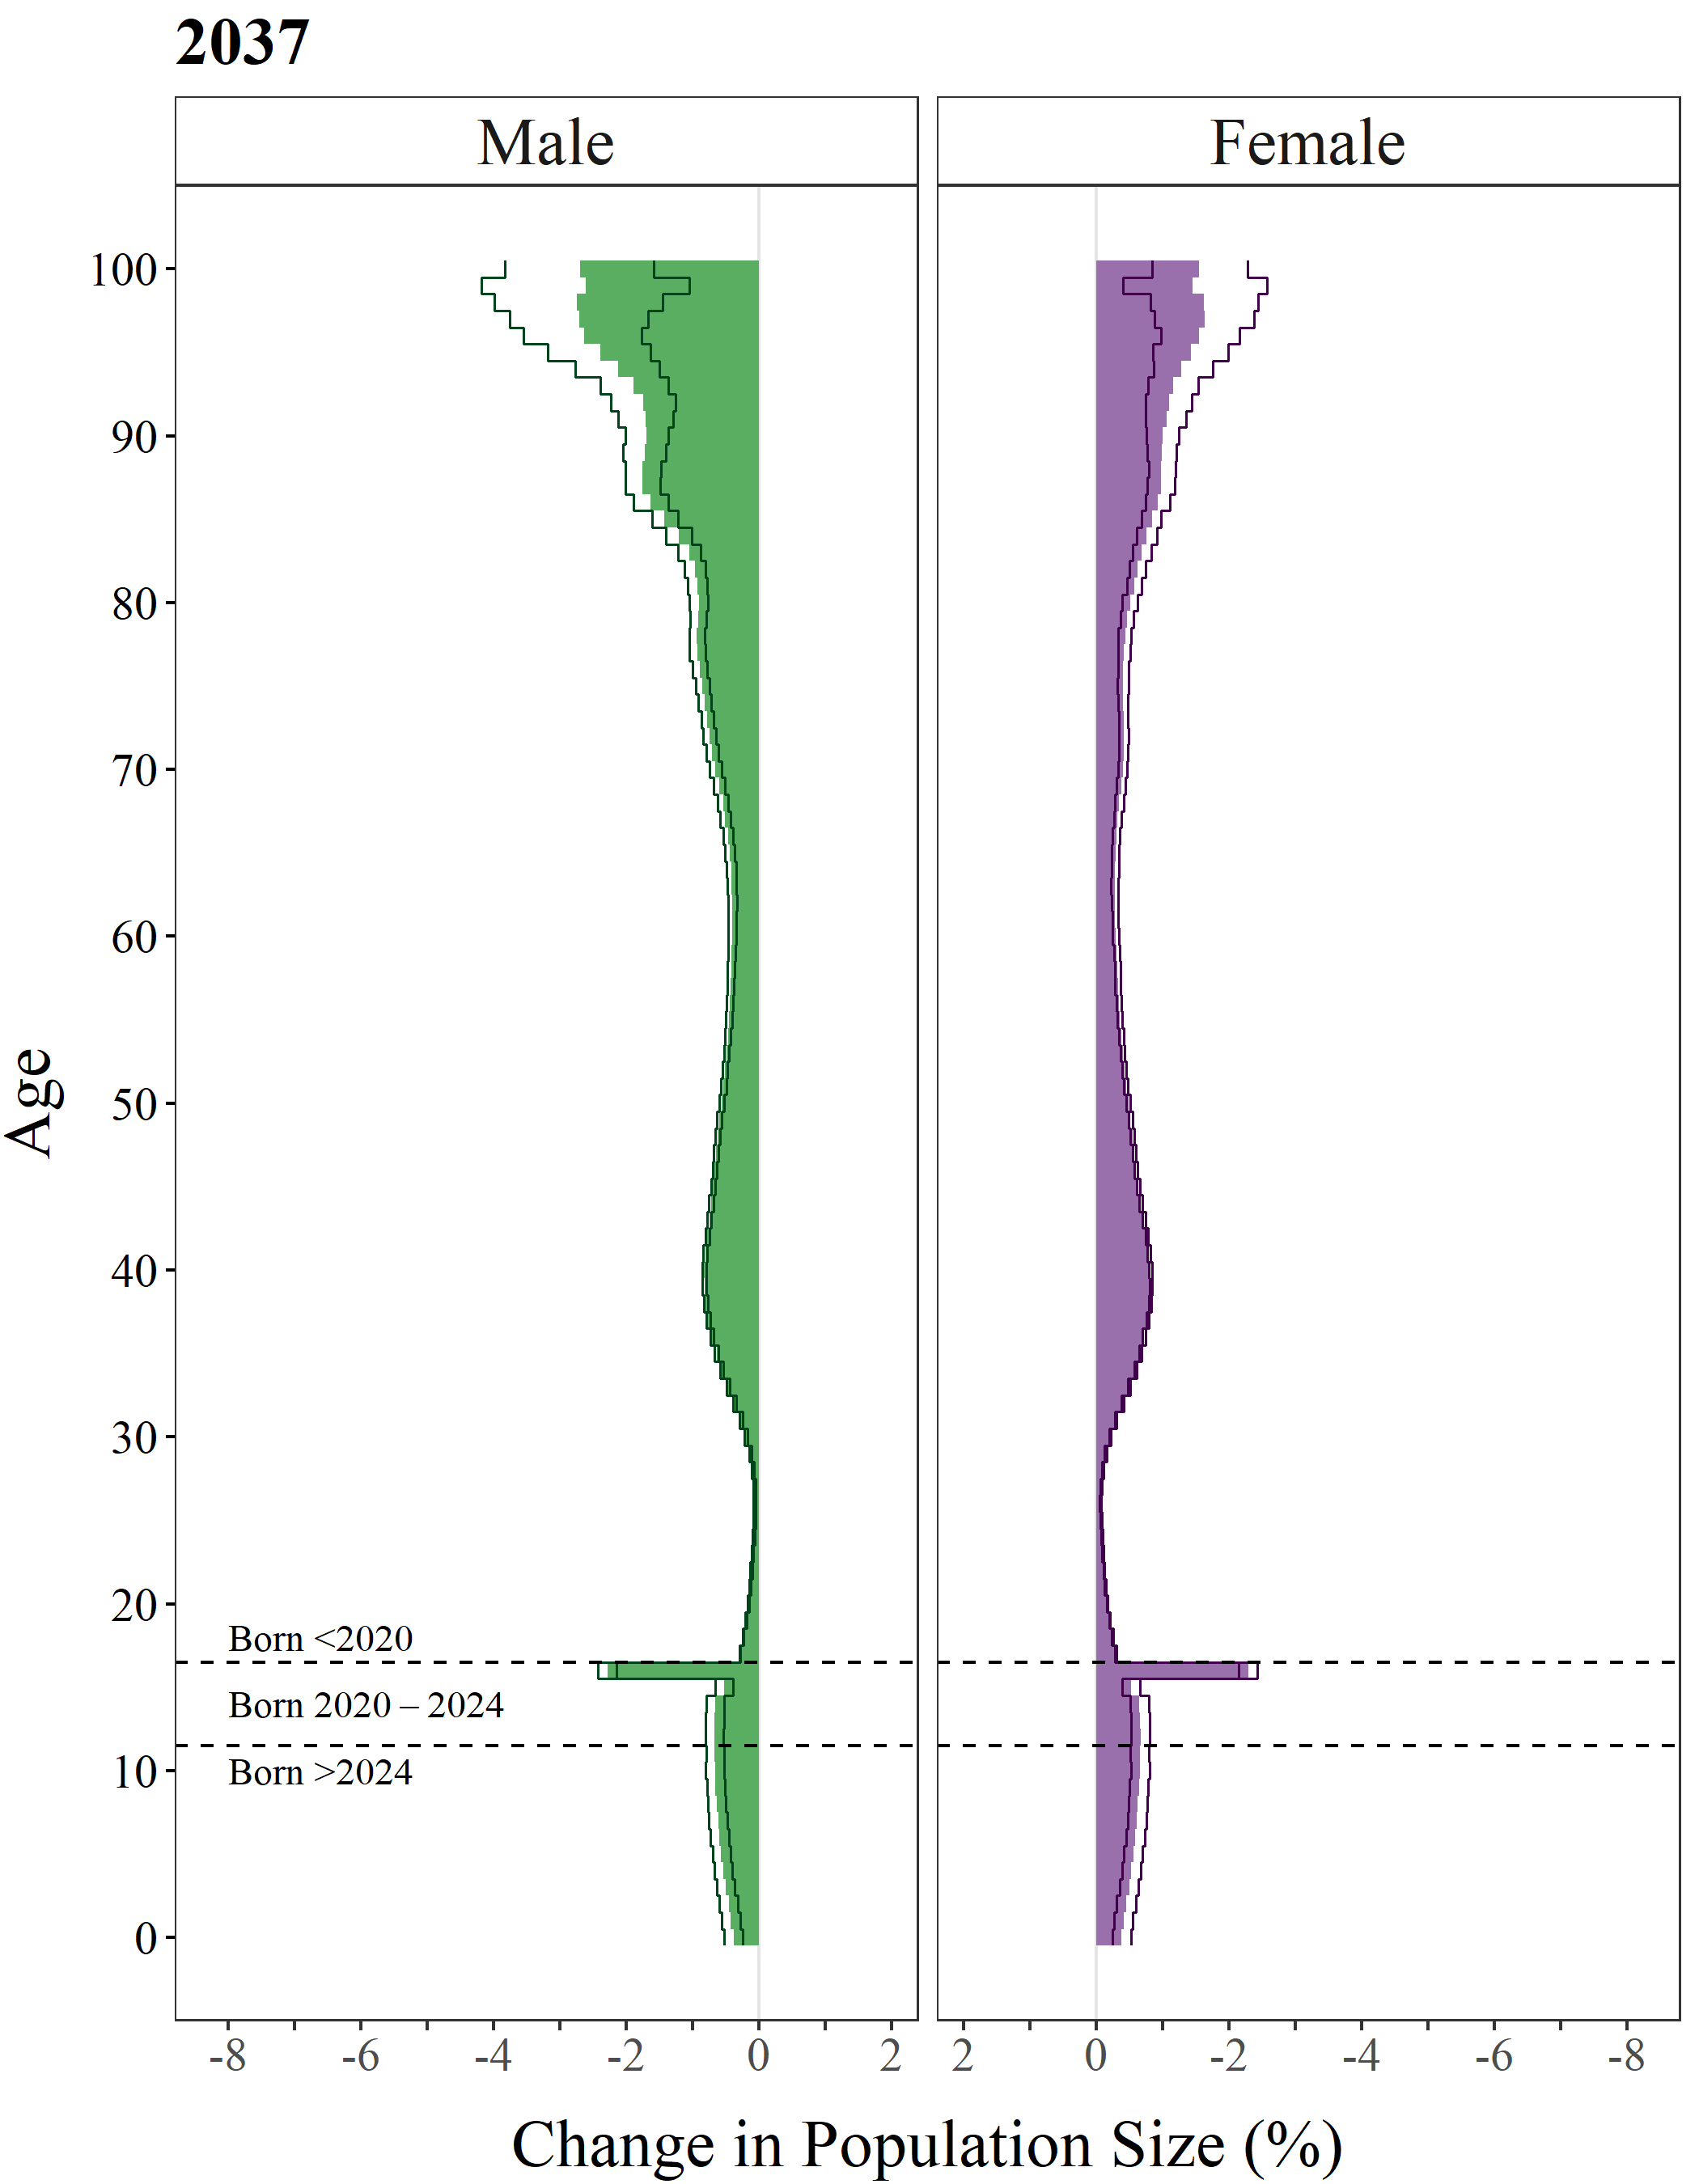 2037
Male
Female
100
90
80
70
60
50
40
30
20
10
0
Age
Born <2020
Born 2020 – 2024
Born >2024
-8 -6 -4 -2 0 2
2 0 -2 -4 -6 -8
Change in Population Size (%)